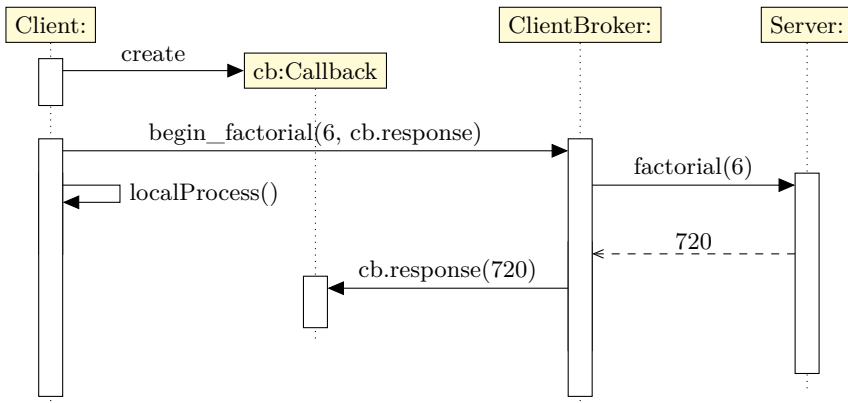 Client:
ClientBroker:
Server:
create
cb:Callback
begin_factorial(6, cb.response)
factorial(6)
localProcess()
720
cb.response(720)